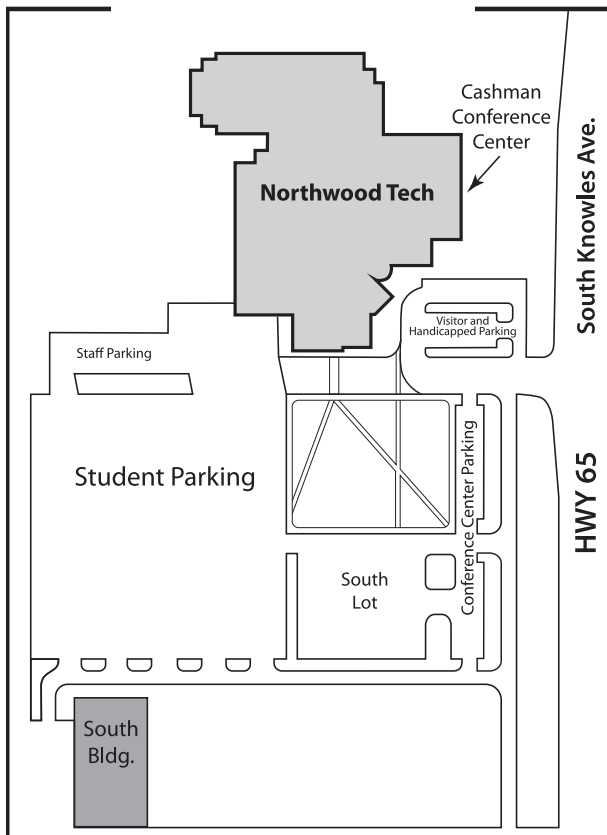 Cashman
Conference
Center
Northwood Tech
South Knowles Ave.
Visitor and
Handicapped Parking
Staff Parking
Student Parking
Conference Center Parking
HWY 65
South
Lot
South
Bldg.